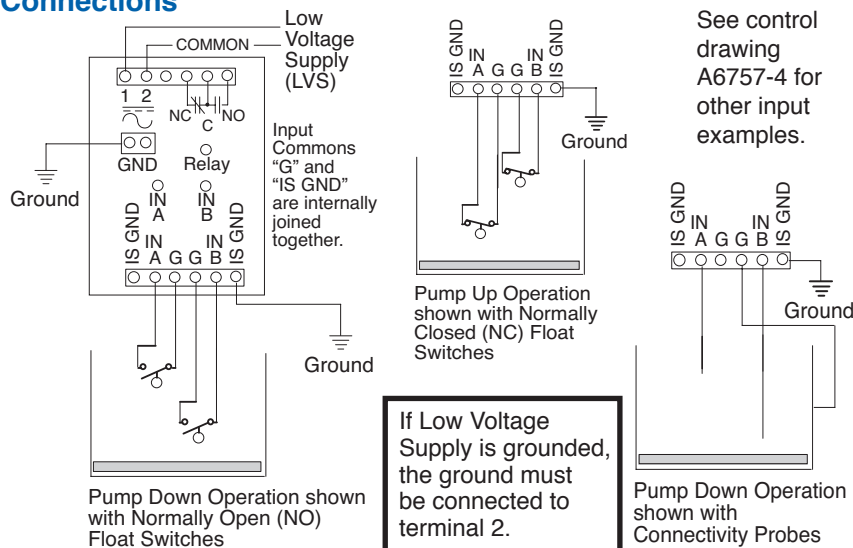 Connections
Low
Voltage
Supply
(LVS)
COMMON
1 2
NC
C
NO
GND
Relay
Ground
IN
A
IN
B
IS GND
IN
A
G
G
IN
B
IS GND
Input
Commons
“G” and
“IS GND”
are internally
joined
together.
Ground
Pump Down Operation shown
with Normally Open (NO)
Float Switches
IS GND
IN
A
G
G
IN
B
IS GND
Ground
Pump Up Operation
shown with Normally
Closed (NC) Float
Switches
If Low Voltage
Supply is grounded,
the ground must
be connected to
terminal 2.
See control
drawing
A6757-4 for
other input
examples.
IS GND
IN
A
G
G
IN
B
IS GND
Ground
Pump Down Operation
shown with
Connectivity Probes